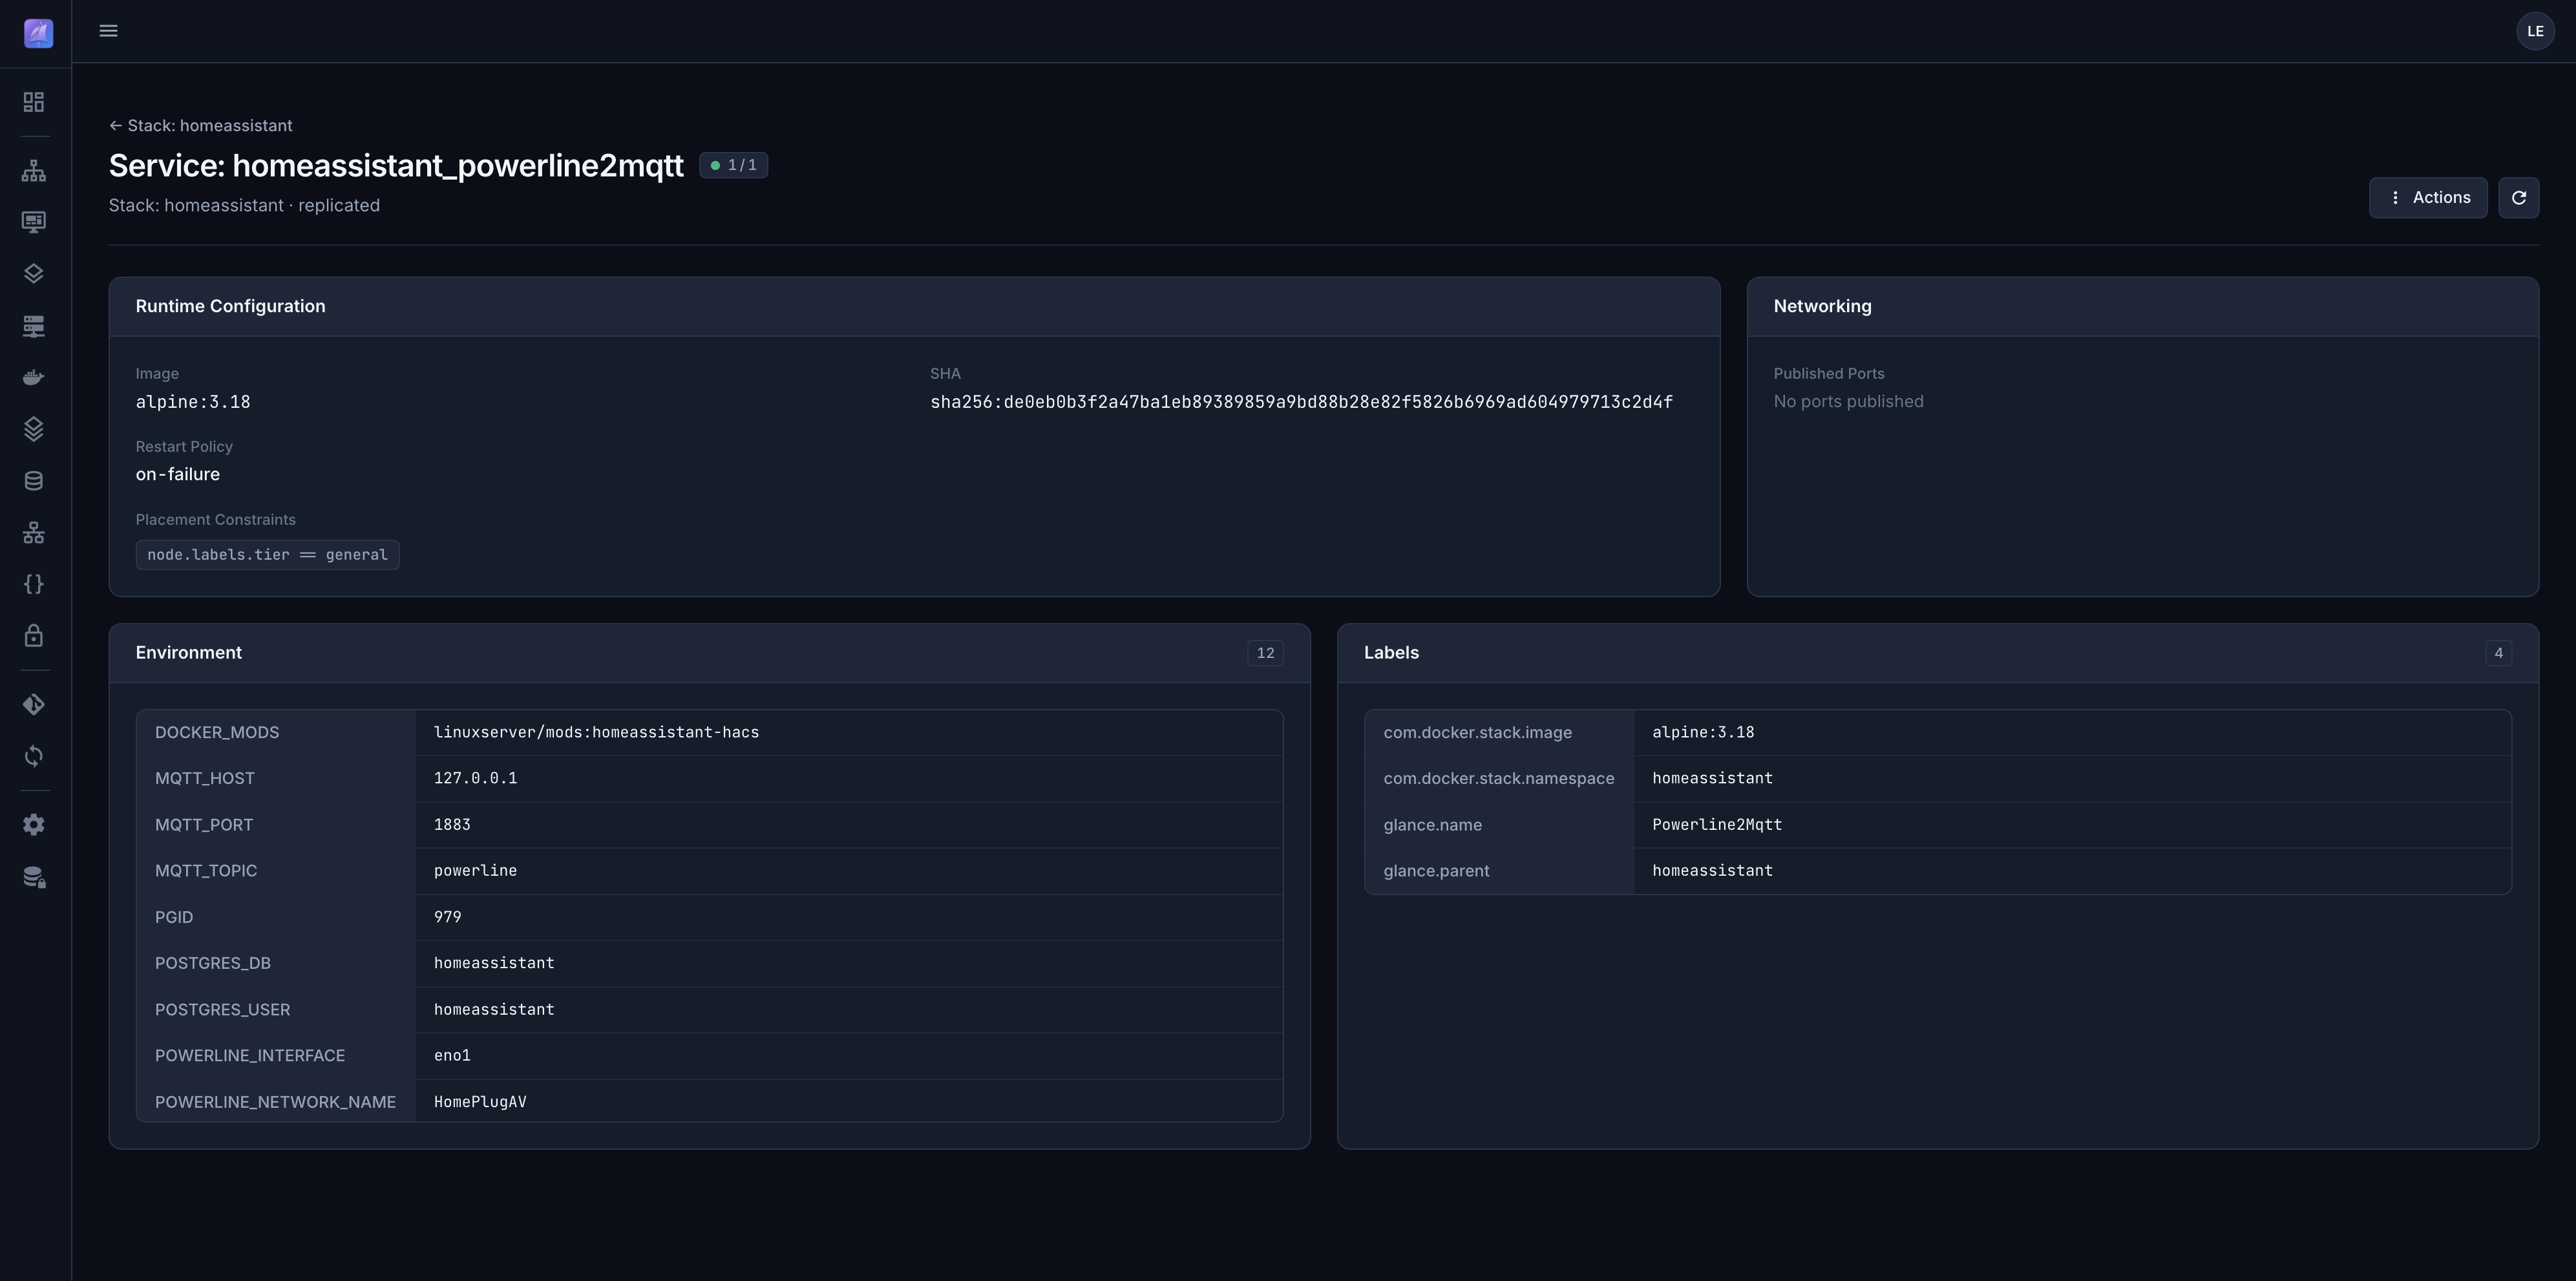 LE
← Stack: homeassistant
Service: homeassistant_powerline2mqtt
1 / 1
Stack: homeassistant · replicated
Actions
Runtime Configuration
Image
alpine:3.18
SHA
sha256:de0eb0b3f2a47ba1eb89389859a9bd88b28e82f5826b6969ad604979713c2d4f
Restart Policy
on-failure
Placement Constraints
node.labels.tier == general
Networking
Published Ports
No ports published
Environment
12
DOCKER_MODS linuxserver/mods:homeassistant-hacs
MQTT_HOST 127.0.0.1
MQTT_PORT 1883
MQTT_TOPIC powerline
PGID 979
POSTGRES_DB homeassistant
POSTGRES_USER homeassistant
POWERLINE_INTERFACE eno1
POWERLINE_NETWORK_NAME HomePlugAV
Labels
4
com.docker.stack.image alpine:3.18
com.docker.stack.namespace homeassistant
glance.name Powerline2Mqtt
glance.parent homeassistant